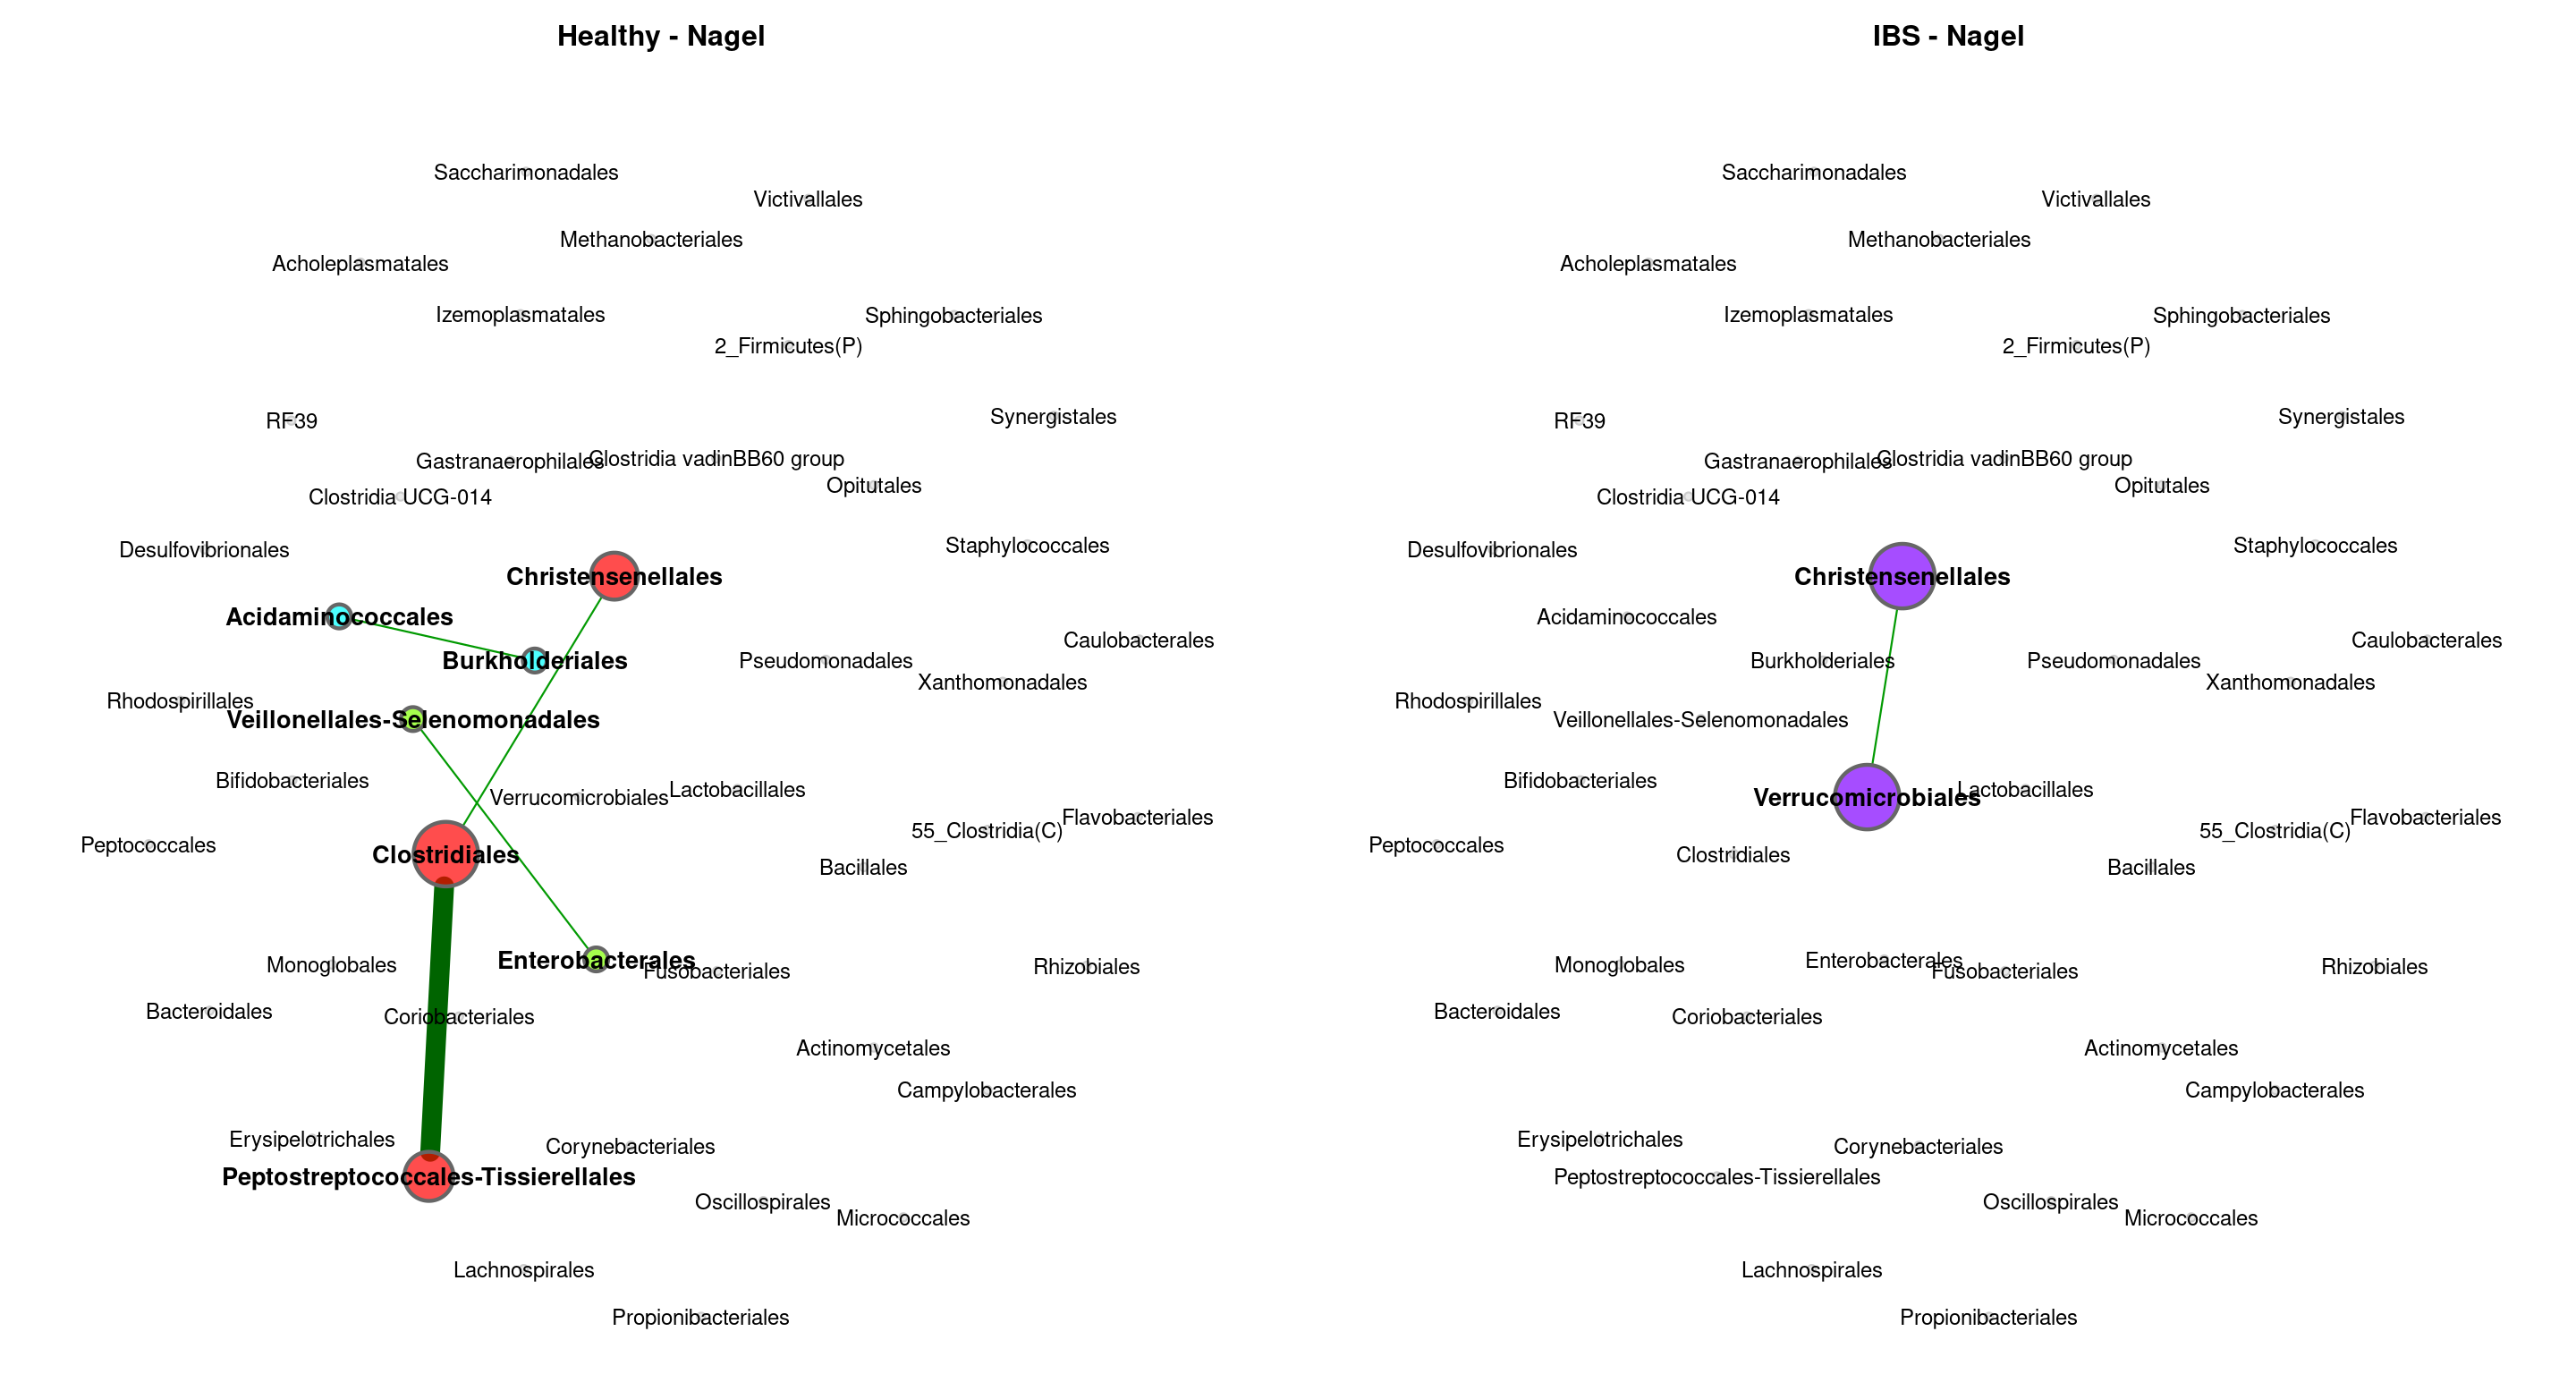 Healthy - Nagel
Saccharimonadales
Victivallales
Methanobacteriales
Acholeplasmatales
Izemoplasmatales
Sphingobacteriales
2_Firmicutes(P)
Synergistales
RF39
Gastranaerophilales
Clostridia vadinBB60 group
Opitutales
Clostridia UCG-014
Staphylococcales
Desulfovibrionales
Christensenellales
Acidaminococcales
Caulobacterales
Burkholderiales
Pseudomonadales
Xanthomonadales
Rhodospirillales
Veillonellales-Selenomonadales
Bifidobacteriales
Lactobacillales
Verrucomicrobiales
Flavobacteriales
55_Clostridia(C)
Peptococcales
Clostridiales
Bacillales
Enterobacterales
Monoglobales
Rhizobiales
Fusobacteriales
Bacteroidales
Coriobacteriales
Actinomycetales
Campylobacterales
Erysipelotrichales
Corynebacteriales
Peptostreptococcales-Tissierellales
Oscillospirales
Micrococcales
Lachnospirales
Propionibacteriales
IBS - Nagel
Saccharimonadales
Victivallales
Methanobacteriales
Acholeplasmatales
Izemoplasmatales
Sphingobacteriales
2_Firmicutes(P)
Synergistales
RF39
Gastranaerophilales
Clostridia vadinBB60 group
Opitutales
Clostridia UCG-014
Staphylococcales
Desulfovibrionales
Christensenellales
Acidaminococcales
Caulobacterales
Burkholderiales
Pseudomonadales
Xanthomonadales
Rhodospirillales
Veillonellales-Selenomonadales
Bifidobacteriales
Lactobacillales
Verrucomicrobiales
Flavobacteriales
55_Clostridia(C)
Peptococcales
Clostridiales
Bacillales
Enterobacterales
Monoglobales
Rhizobiales
Fusobacteriales
Bacteroidales
Coriobacteriales
Actinomycetales
Campylobacterales
Erysipelotrichales
Corynebacteriales
Peptostreptococcales-Tissierellales
Oscillospirales
Micrococcales
Lachnospirales
Propionibacteriales